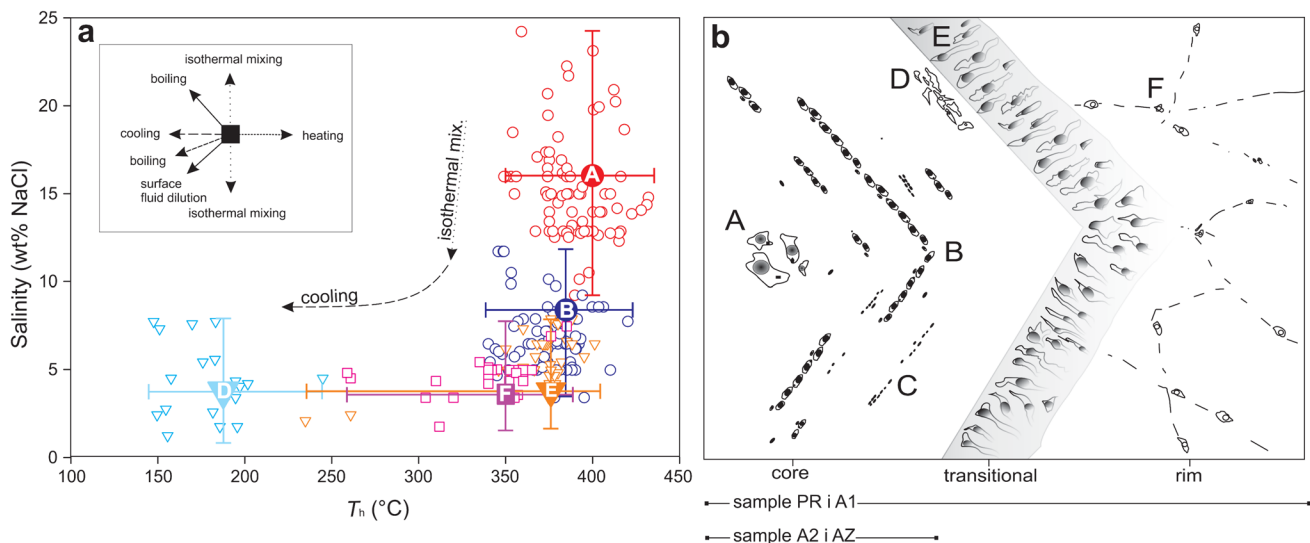 a
isothermal mixing
boiling
cooling
heating
boiling
surface
fluid dilution
isothermal mixing
isothermal mix.
cooling
A
B
D
E
F
25
20
15
10
5
0
Salinity (wt% NaCl)
100
150
200
250
300
350
400
450
Th (°C)
b
E
D
F
A
B
C
core
transitional
rim
sample PR i A1
sample A2 i AZ